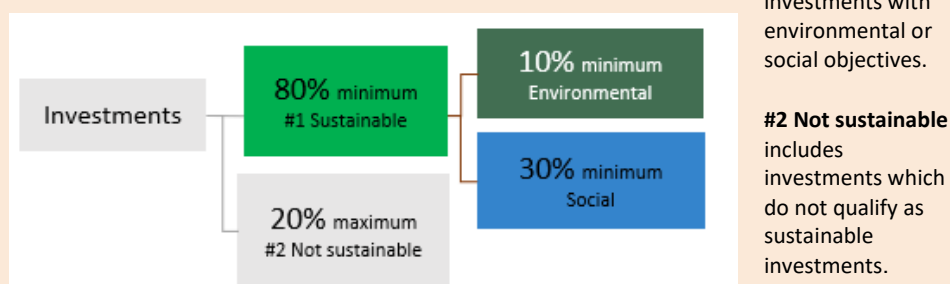 Investments
80% minimum
#1 Sustainable
20% maximum
#2 Not sustainable
10% minimum
Environmental
30% minimum
Social
investments with
environmental or
social objectives.
#2 Not sustainable
includes
investments which
do not qualify as
sustainable
investments.